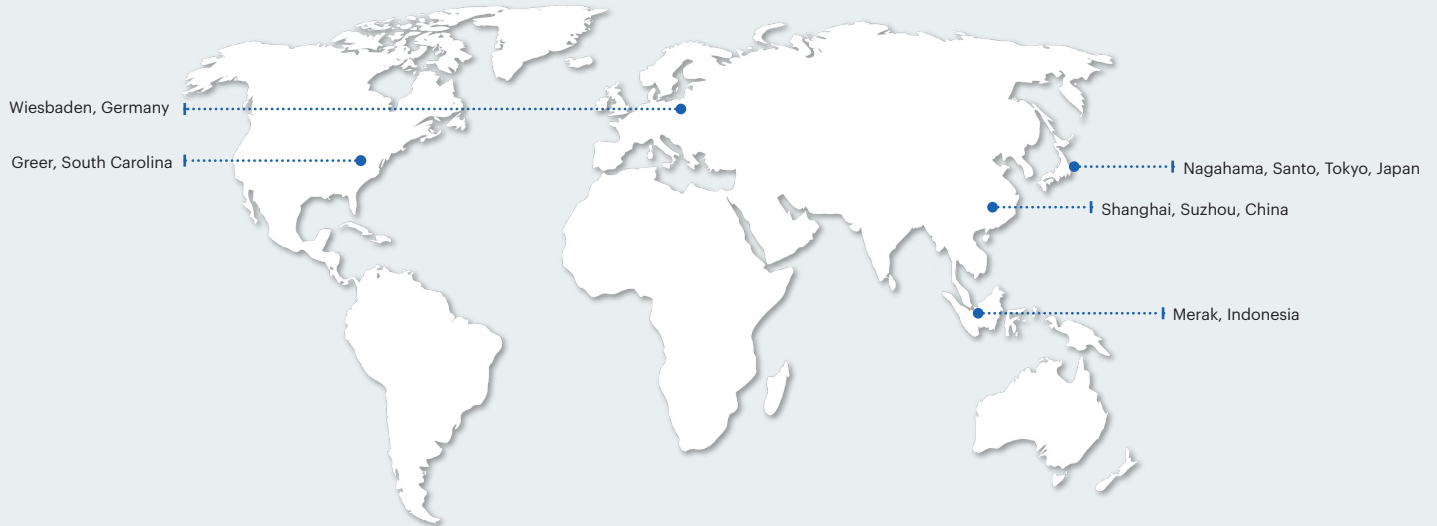 Wiesbaden, Germany
Greer, South Carolina
Nagahama, Santo, Tokyo, Japan
Shanghai, Suzhou, China
Merak, Indonesia